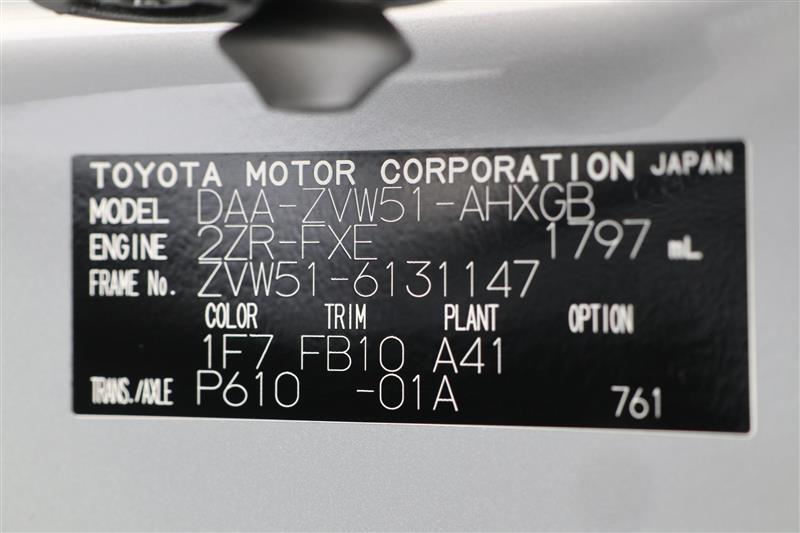 TOYOTA MOTOR CORPORATION JAPAN
MODEL DAA-ZVW51-AHXGB
ENGINE 2ZR-FXE 1797 mL
FRAME No. ZVW51-6131147
COLOR TRIM PLANT OPTION
1F7 FB10 A41
TRANS./AXLE P610 -01A 761